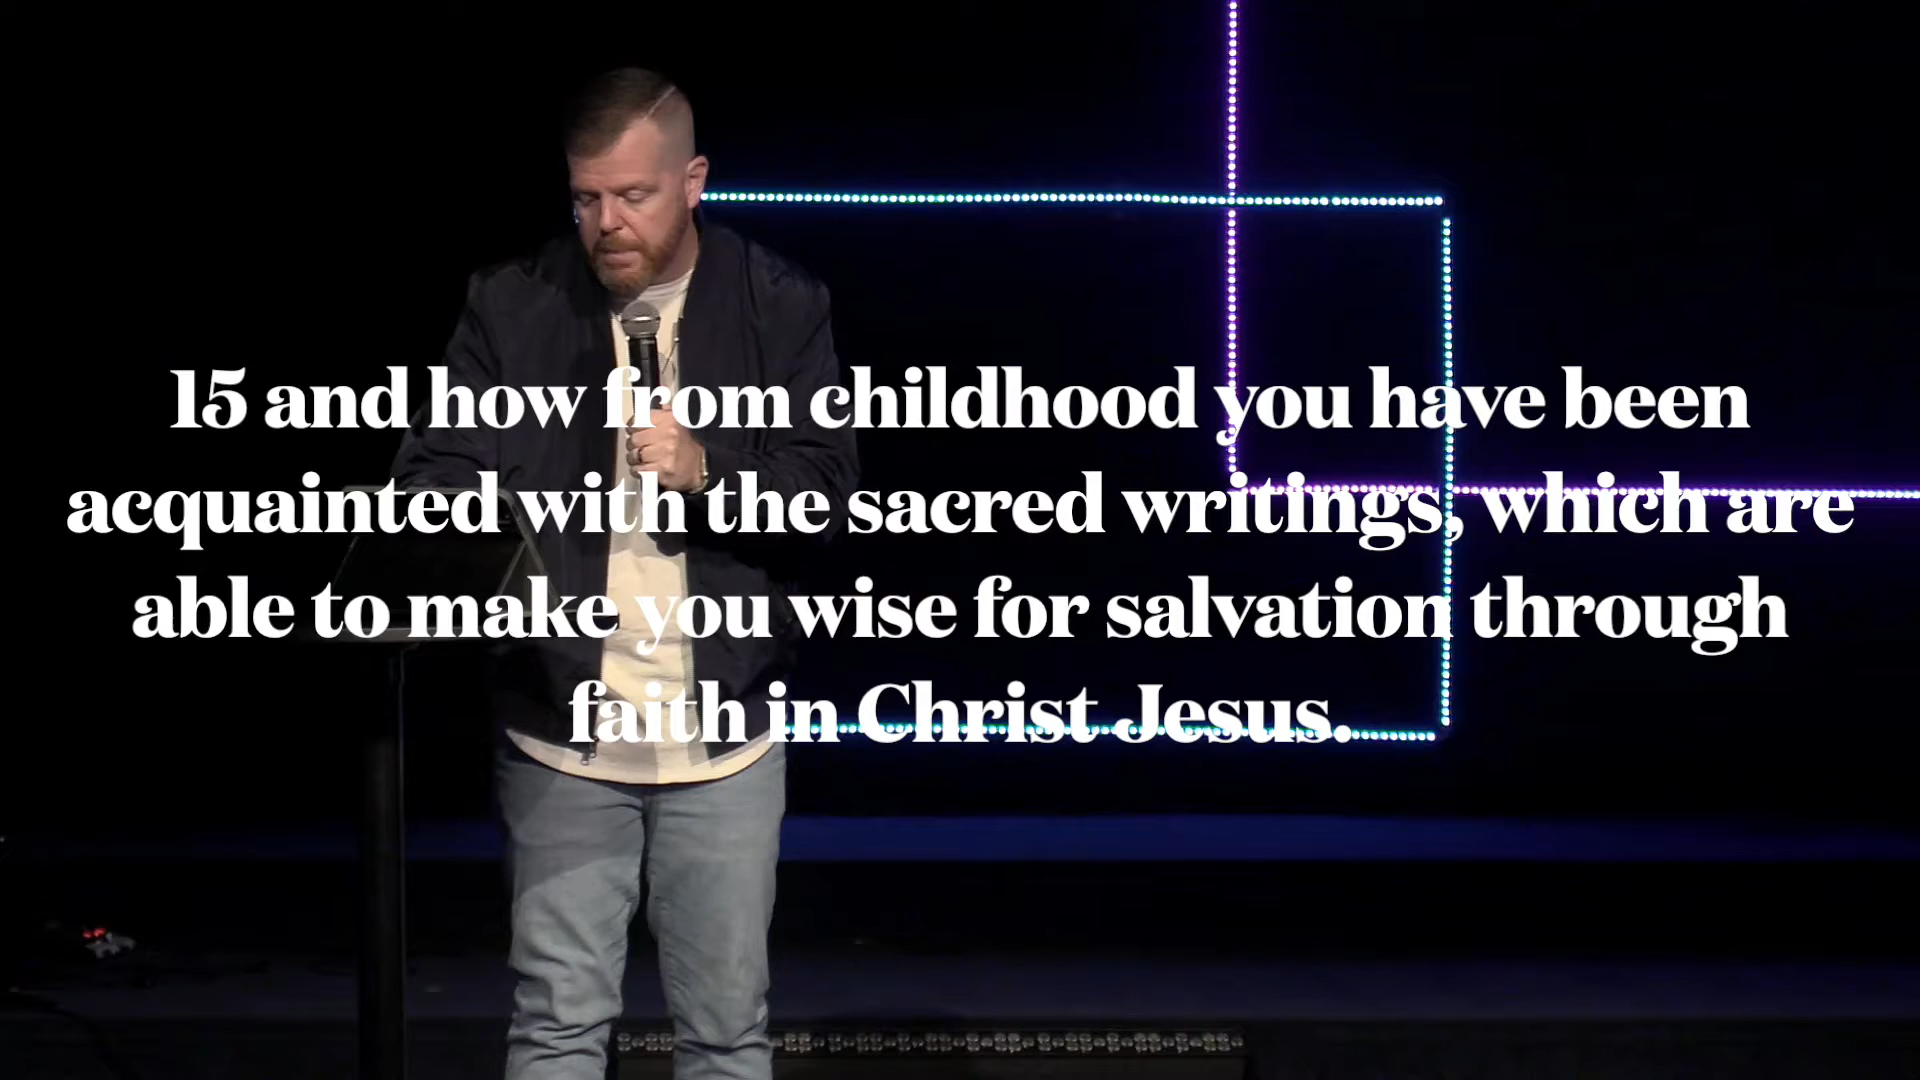 15 and how from childhood you have been
acquainted with the sacred writings, which are
able to make you wise for salvation through
faith in Christ Jesus.